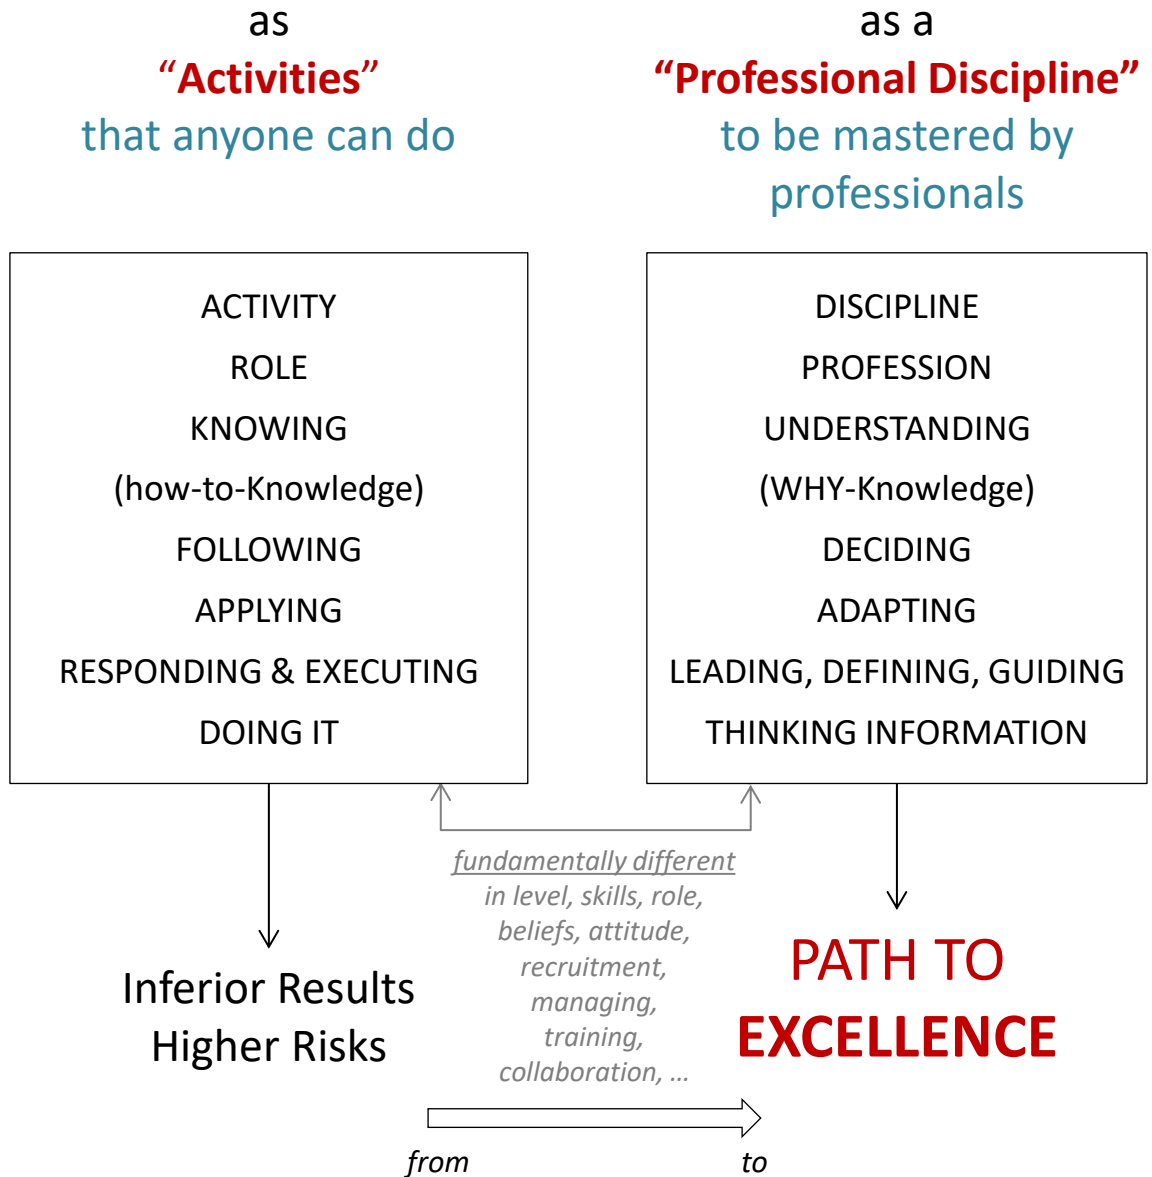 as
“Activities”
that anyone can do
as a
“Professional Discipline”
to be mastered by
professionals
ACTIVITY
ROLE
KNOWING
(how-to-Knowledge)
FOLLOWING
APPLYING
RESPONDING & EXECUTING
DOING IT
DISCIPLINE
PROFESSION
UNDERSTANDING
(WHY-Knowledge)
DECIDING
ADAPTING
LEADING, DEFINING, GUIDING
THINKING INFORMATION
fundamentally different
in level, skills, role,
beliefs, attitude,
recruitment,
managing,
training,
collaboration, ...
Inferior Results
Higher Risks
PATH TO
EXCELLENCE
from
to